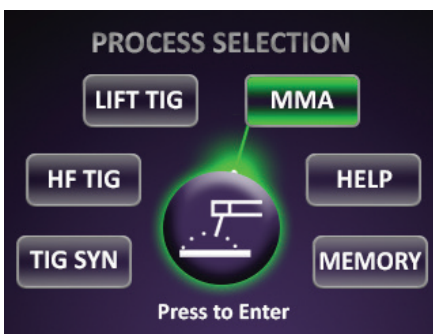 PROCESS SELECTION
LIFT TIG
MMA
HF TIG
HELP
TIG SYN
MEMORY
Press to Enter